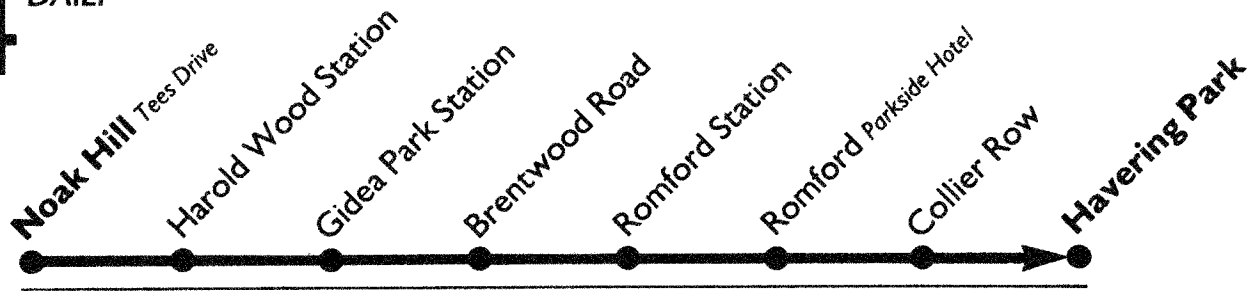 DAILY
Noak Hill Tees Drive
Harold Wood Station
Gidea Park Station
Brentwood Road
Romford Station
Romford Parkside Hotel
Collier Row
Havering Park